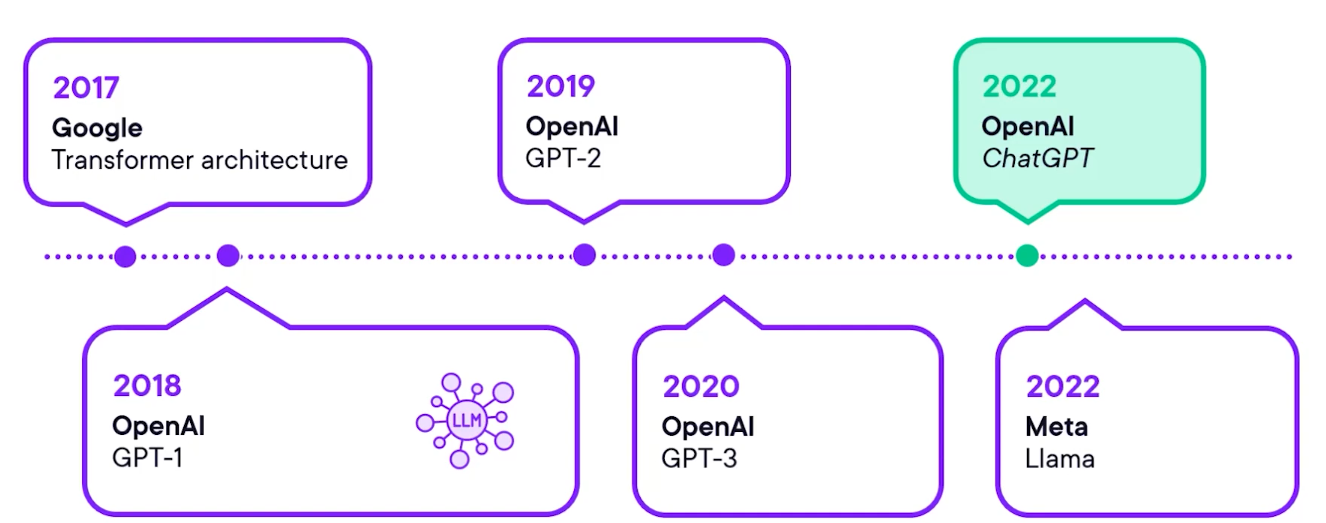 2017
Google
Transformer architecture
2018
OpenAI
GPT-1
LLM
2019
OpenAI
GPT-2
2020
OpenAI
GPT-3
2022
OpenAI
ChatGPT
2022
Meta
Llama